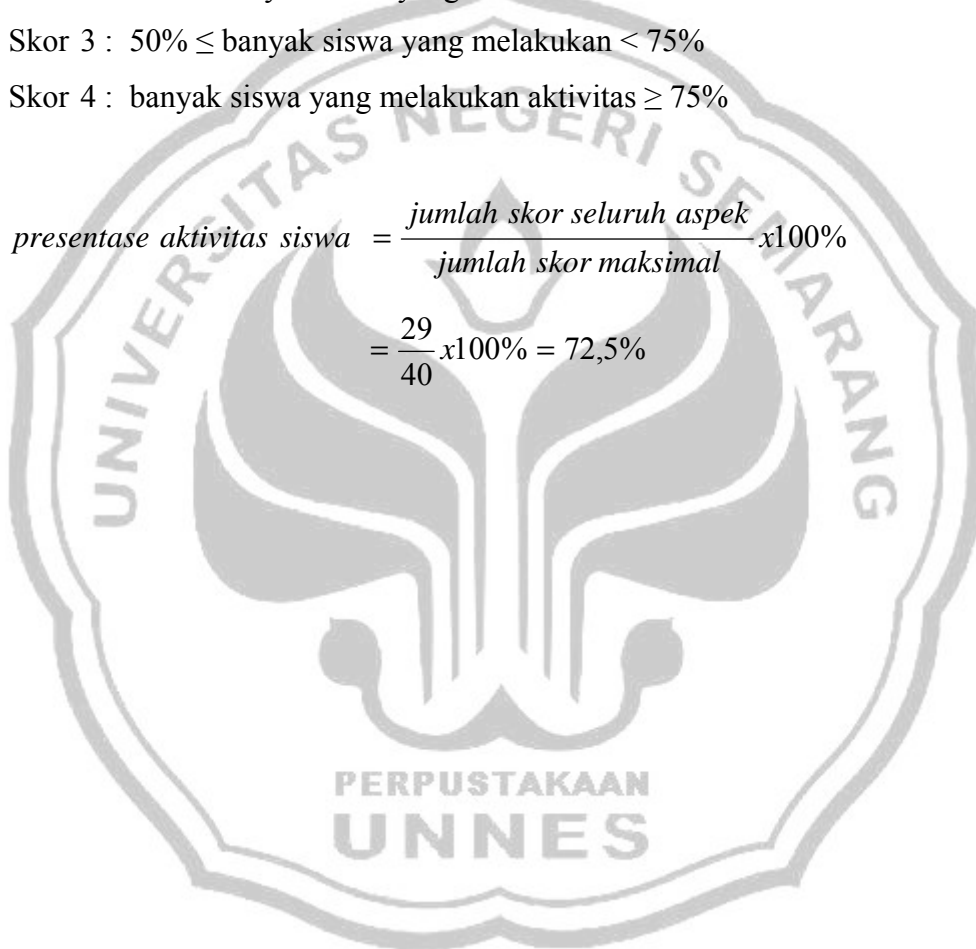 Skor 3 : 50% ≤ banyak siswa yang melakukan < 75%
Skor 4 : banyak siswa yang melakukan aktivitas ≥ 75%
presentase aktivitas siswa = jumlah skor seluruh aspek / jumlah skor maksimal x100%
= 29 / 40 x100% = 72,5%
UNIVERSITAS NEGERI SEMARANG
PERPUSTAKAAN
UNNES